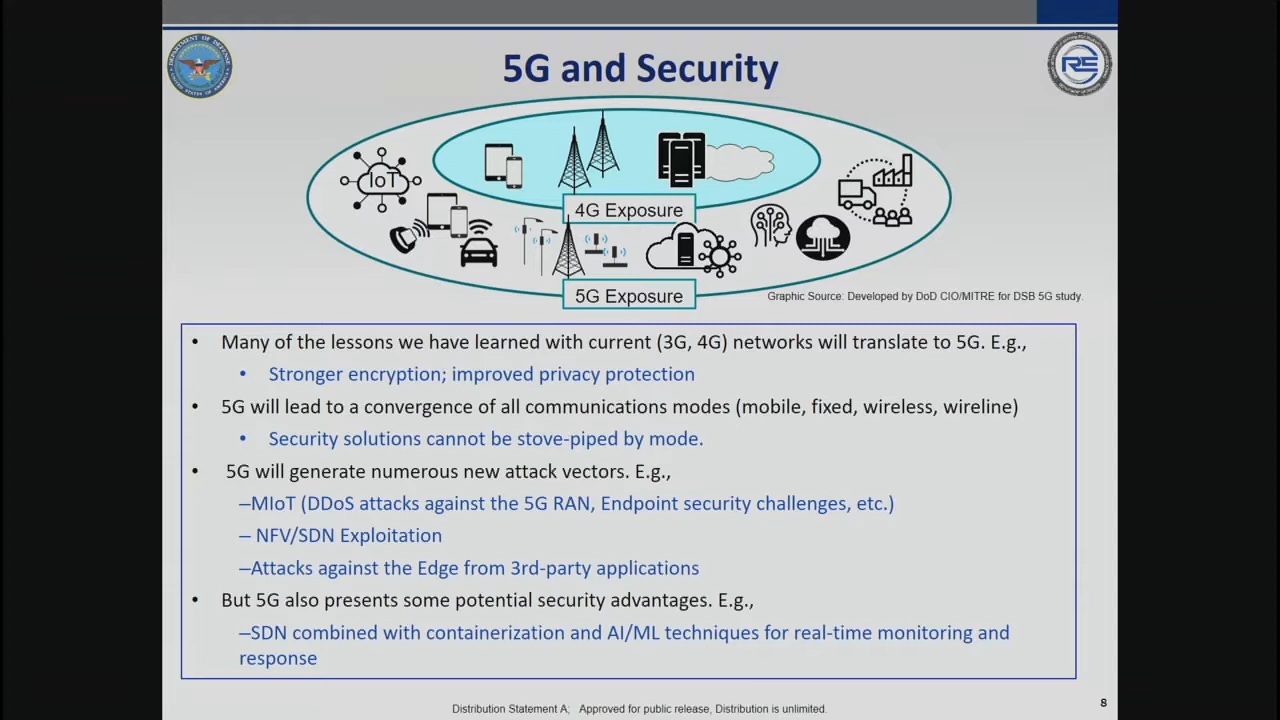 5G and Security
IoT
4G Exposure
5G Exposure
Graphic Source: Developed by DoD CIO/MITRE for DSB 5G study.
• Many of the lessons we have learned with current (3G, 4G) networks will translate to 5G. E.g.,
• Stronger encryption; improved privacy protection
• 5G will lead to a convergence of all communications modes (mobile, fixed, wireless, wireline)
• Security solutions cannot be stove-piped by mode.
• 5G will generate numerous new attack vectors. E.g.,
–MIoT (DDoS attacks against the 5G RAN, Endpoint security challenges, etc.)
– NFV/SDN Exploitation
–Attacks against the Edge from 3rd-party applications
• But 5G also presents some potential security advantages. E.g.,
–SDN combined with containerization and AI/ML techniques for real-time monitoring and
response
Distribution Statement A; Approved for public release, Distribution is unlimited.
8